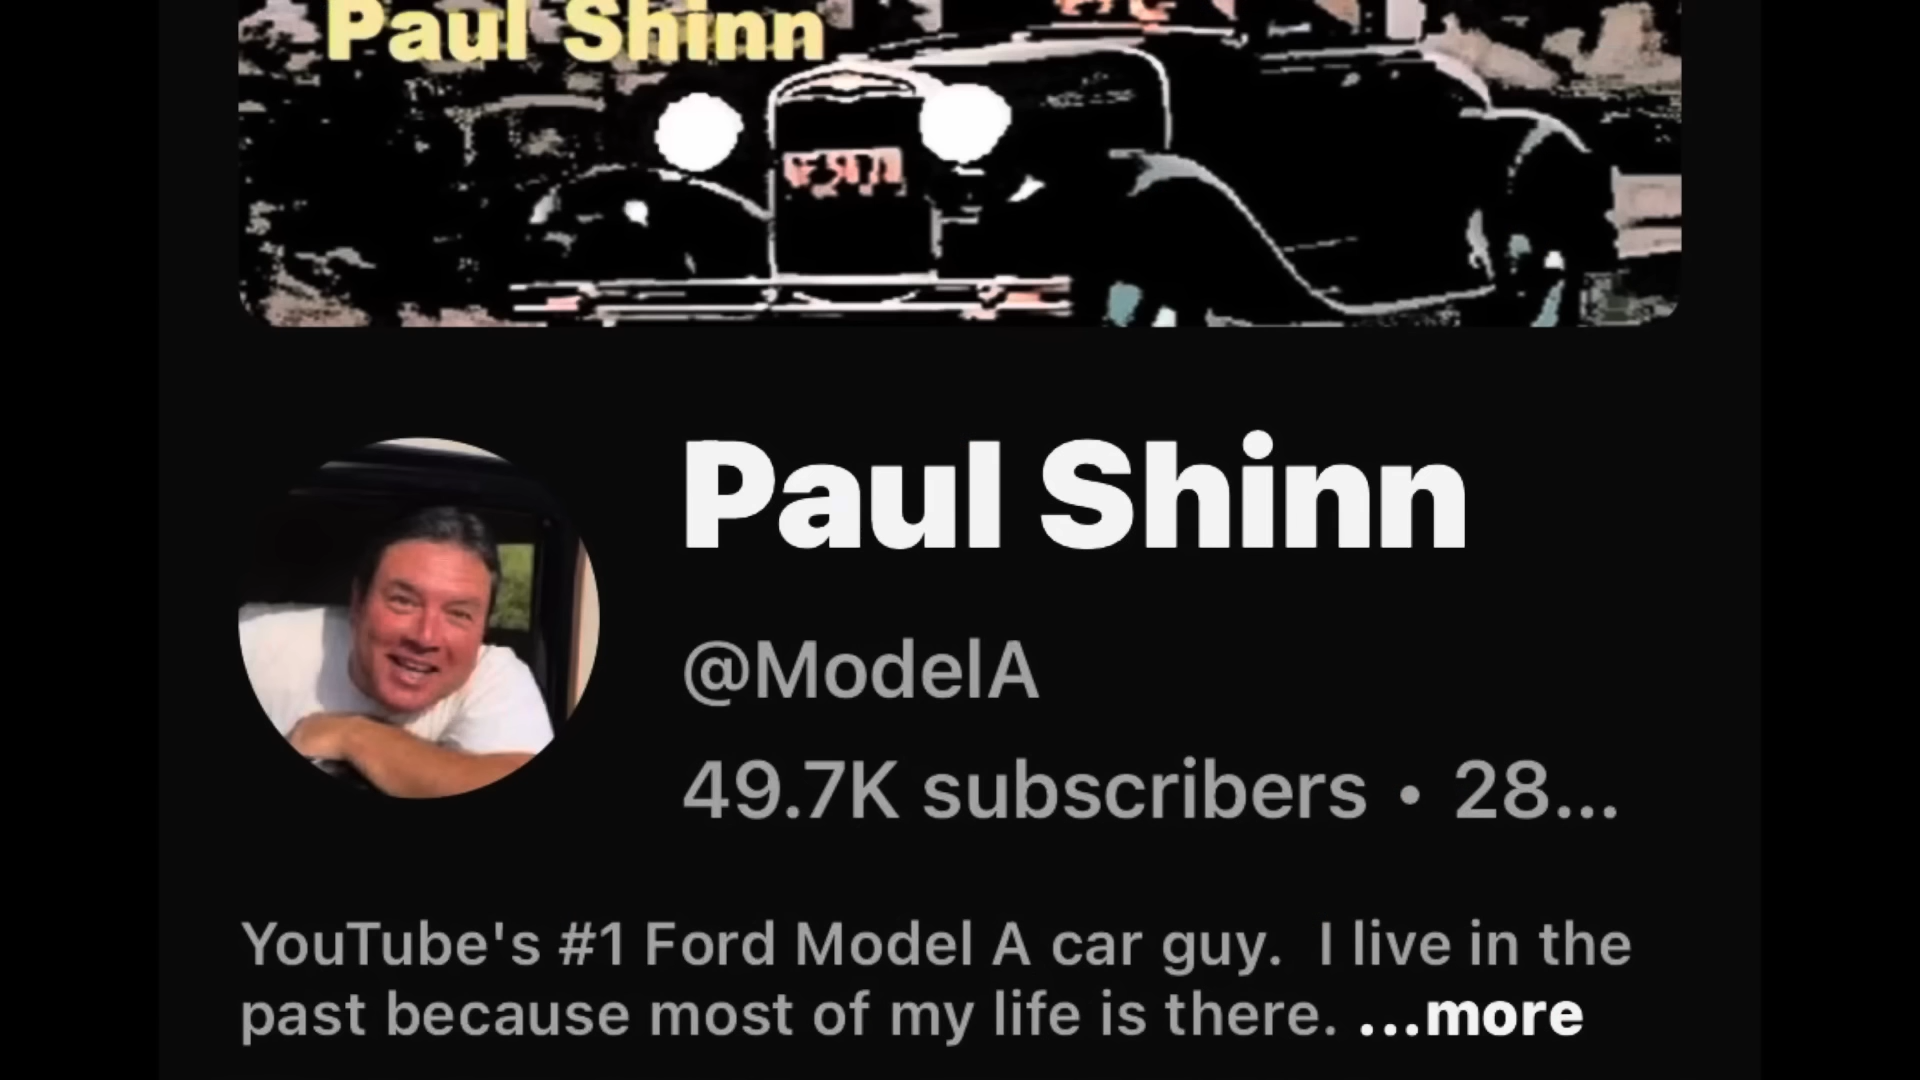 Paul Shinn
Paul Shinn
@ModelA
49.7K subscribers • 28...
YouTube's #1 Ford Model A car guy.  I live in the
past because most of my life is there. ...more